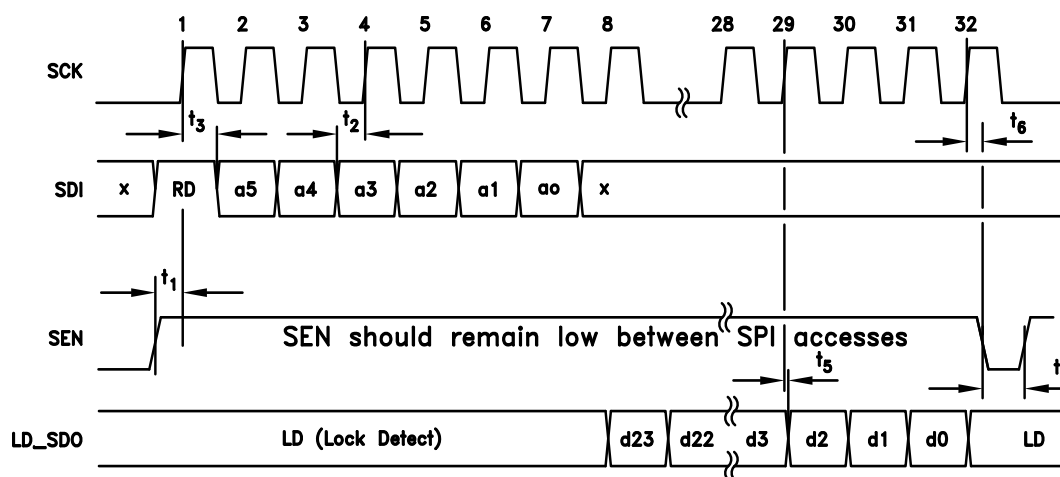 1 2 3 4 5 6 7 8 28 29 30 31 32
SCK
t3 t2 t6
SDI x RD a5 a4 a3 a2 a1 ao x
t1
SEN SEN should remain low between SPI accesses
t5 t
LD_SDO LD (Lock Detect) d23 d22 d3 d2 d1 d0 LD